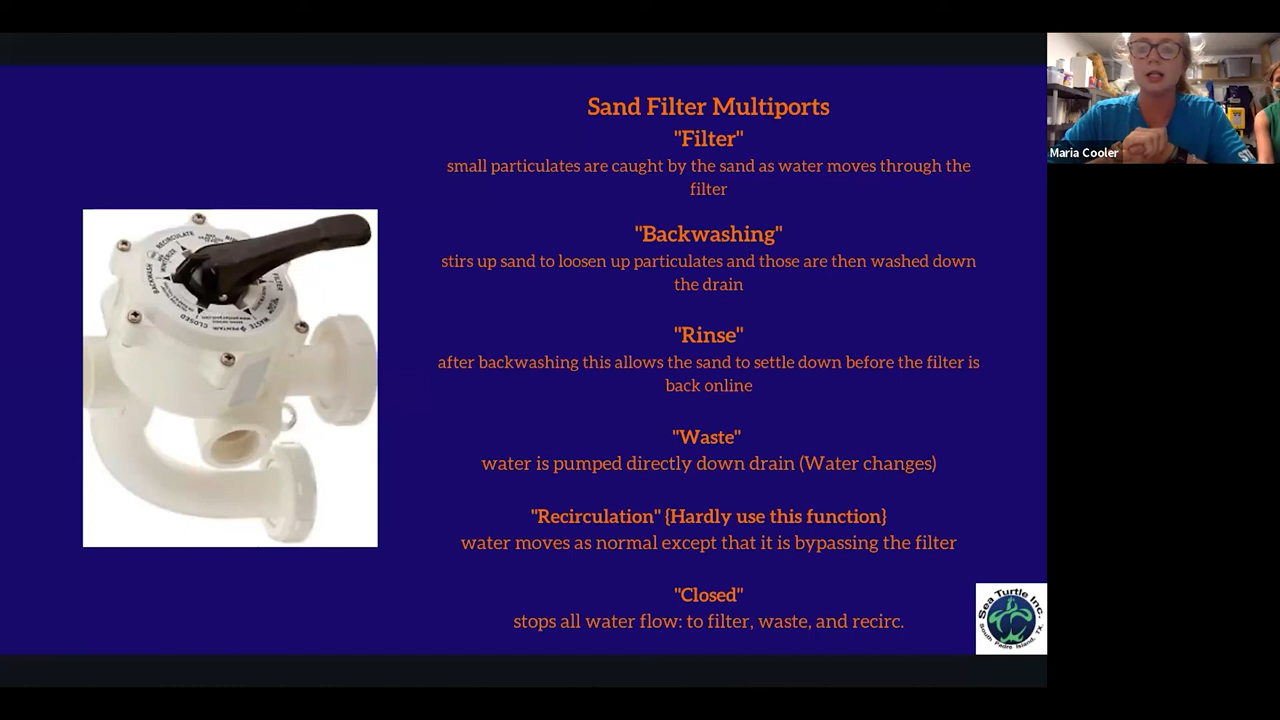 Sand Filter Multiports
"Filter"
small particulates are caught by the sand as water moves through the
filter
"Backwashing"
stirs up sand to loosen up particulates and those are then washed down
the drain
"Rinse"
after backwashing this allows the sand to settle down before the filter is
back online
"Waste"
water is pumped directly down drain (Water changes)
"Recirculation" {Hardly use this function}
water moves as normal except that it is bypassing the filter
"Closed"
stops all water flow: to filter, waste, and recirc.
RECIRCULATE
WINTERIZE
BACKWASH
FILTER
WASTE
CLOSED
PENTAIR
Sea Turtle Inc.
South Padre Island, TX.
Maria Cooler